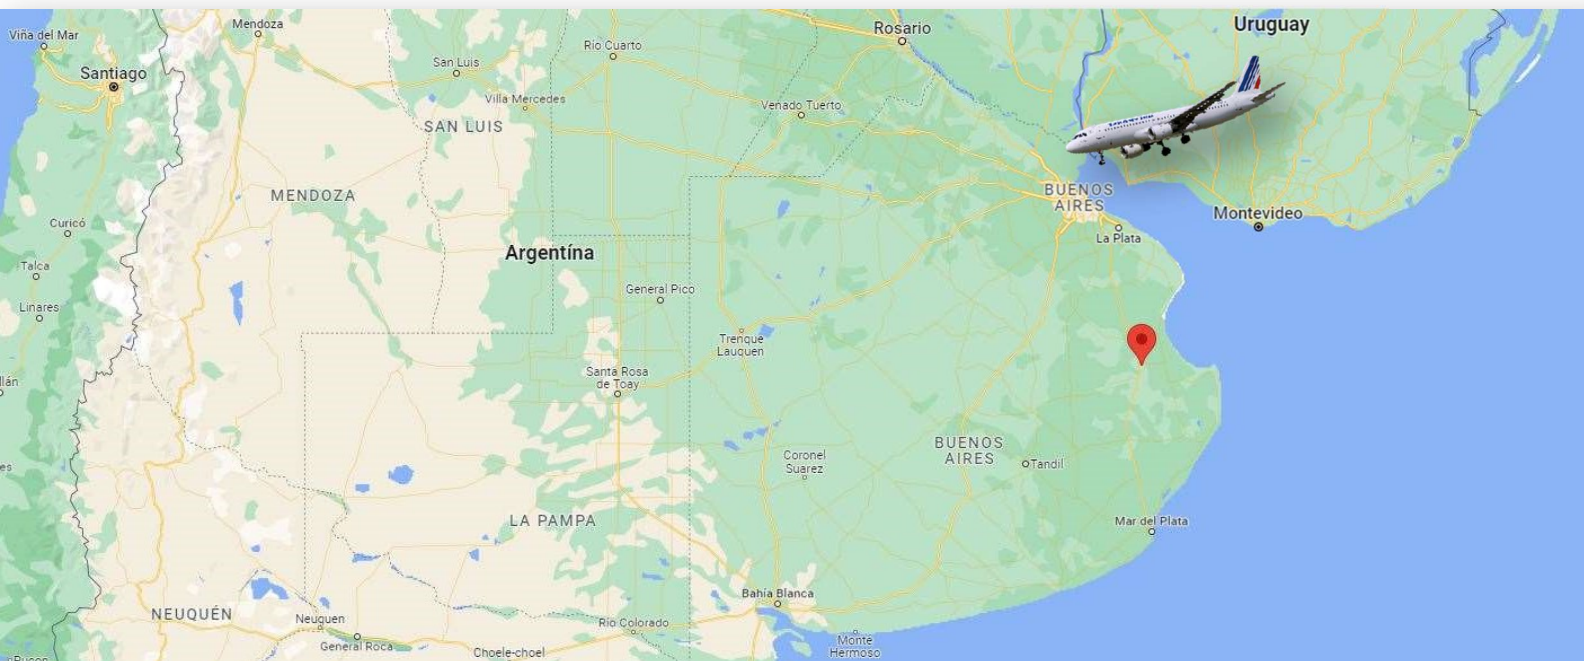 Uruguay
Mendoza
Viña del Mar
Rosario
Río Cuarto
San Luis
Santiago
Villa Mercedes
Venado Tuerto
SAN LUIS
MENDOZA
BUENOS
AIRES
Montevideo
Curicó
La Plata
Argentína
Talca
General Pico
Linares
Trenque
Lauquen
Santa Rosa
de Toay
BUENOS
AIRES
Coronel
Suarez
Tandil
LA PAMPA
Mar del Plata
Bahía Blanca
NEUQUÉN
Neuquen
Río Colorado
General Roca
Monte
Hermoso
Choele-choel